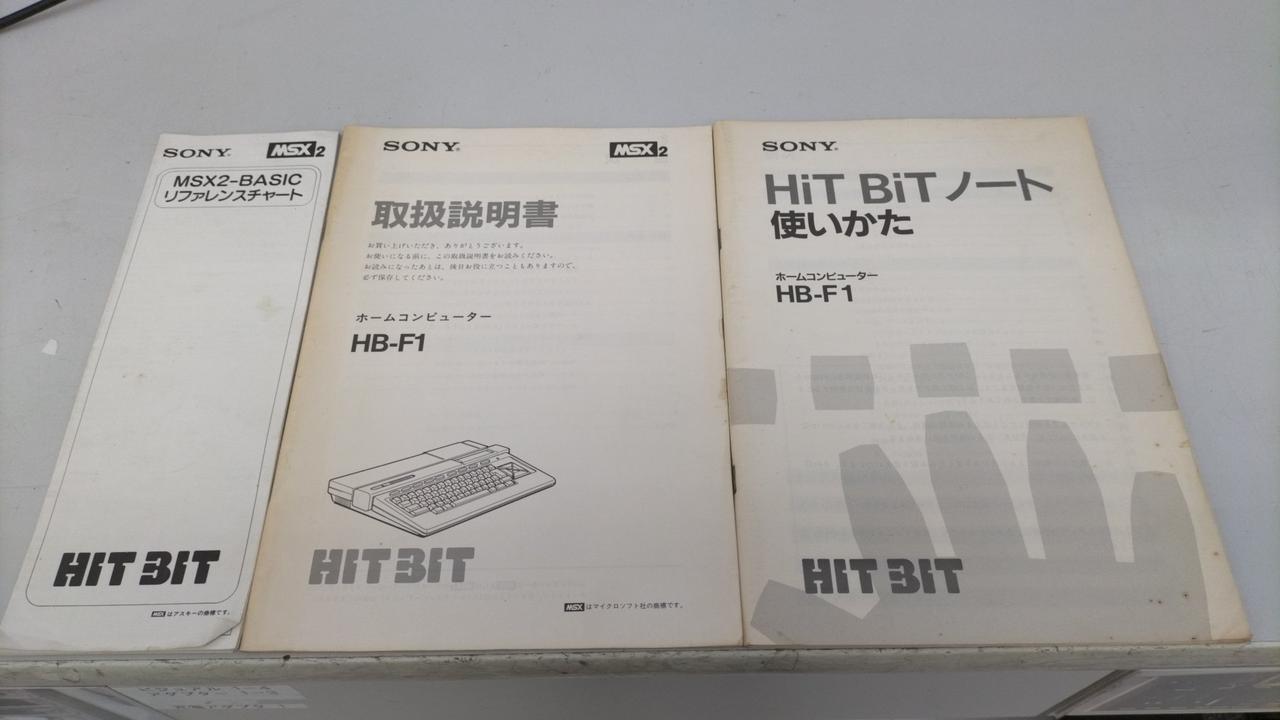 SONY®
MSX2
MSX2-BASIC
リファレンスチャート
HiT BiT
MSXはアスキーの商標です。
SONY®
MSX2
取扱説明書
お買い上げいただき、ありがとうございます。
お使いになる前に、この取扱説明書をお読みください。
お読みになったあとは、後日お役に立つこともありますので、
必ず保存してください。
ホームコンピューター
HB-F1
HiT BiT
MSXはマイクロソフト社の商標です。
SONY®
HiT BiTノート
使いかた
ホームコンピューター
HB-F1
HiT BiT